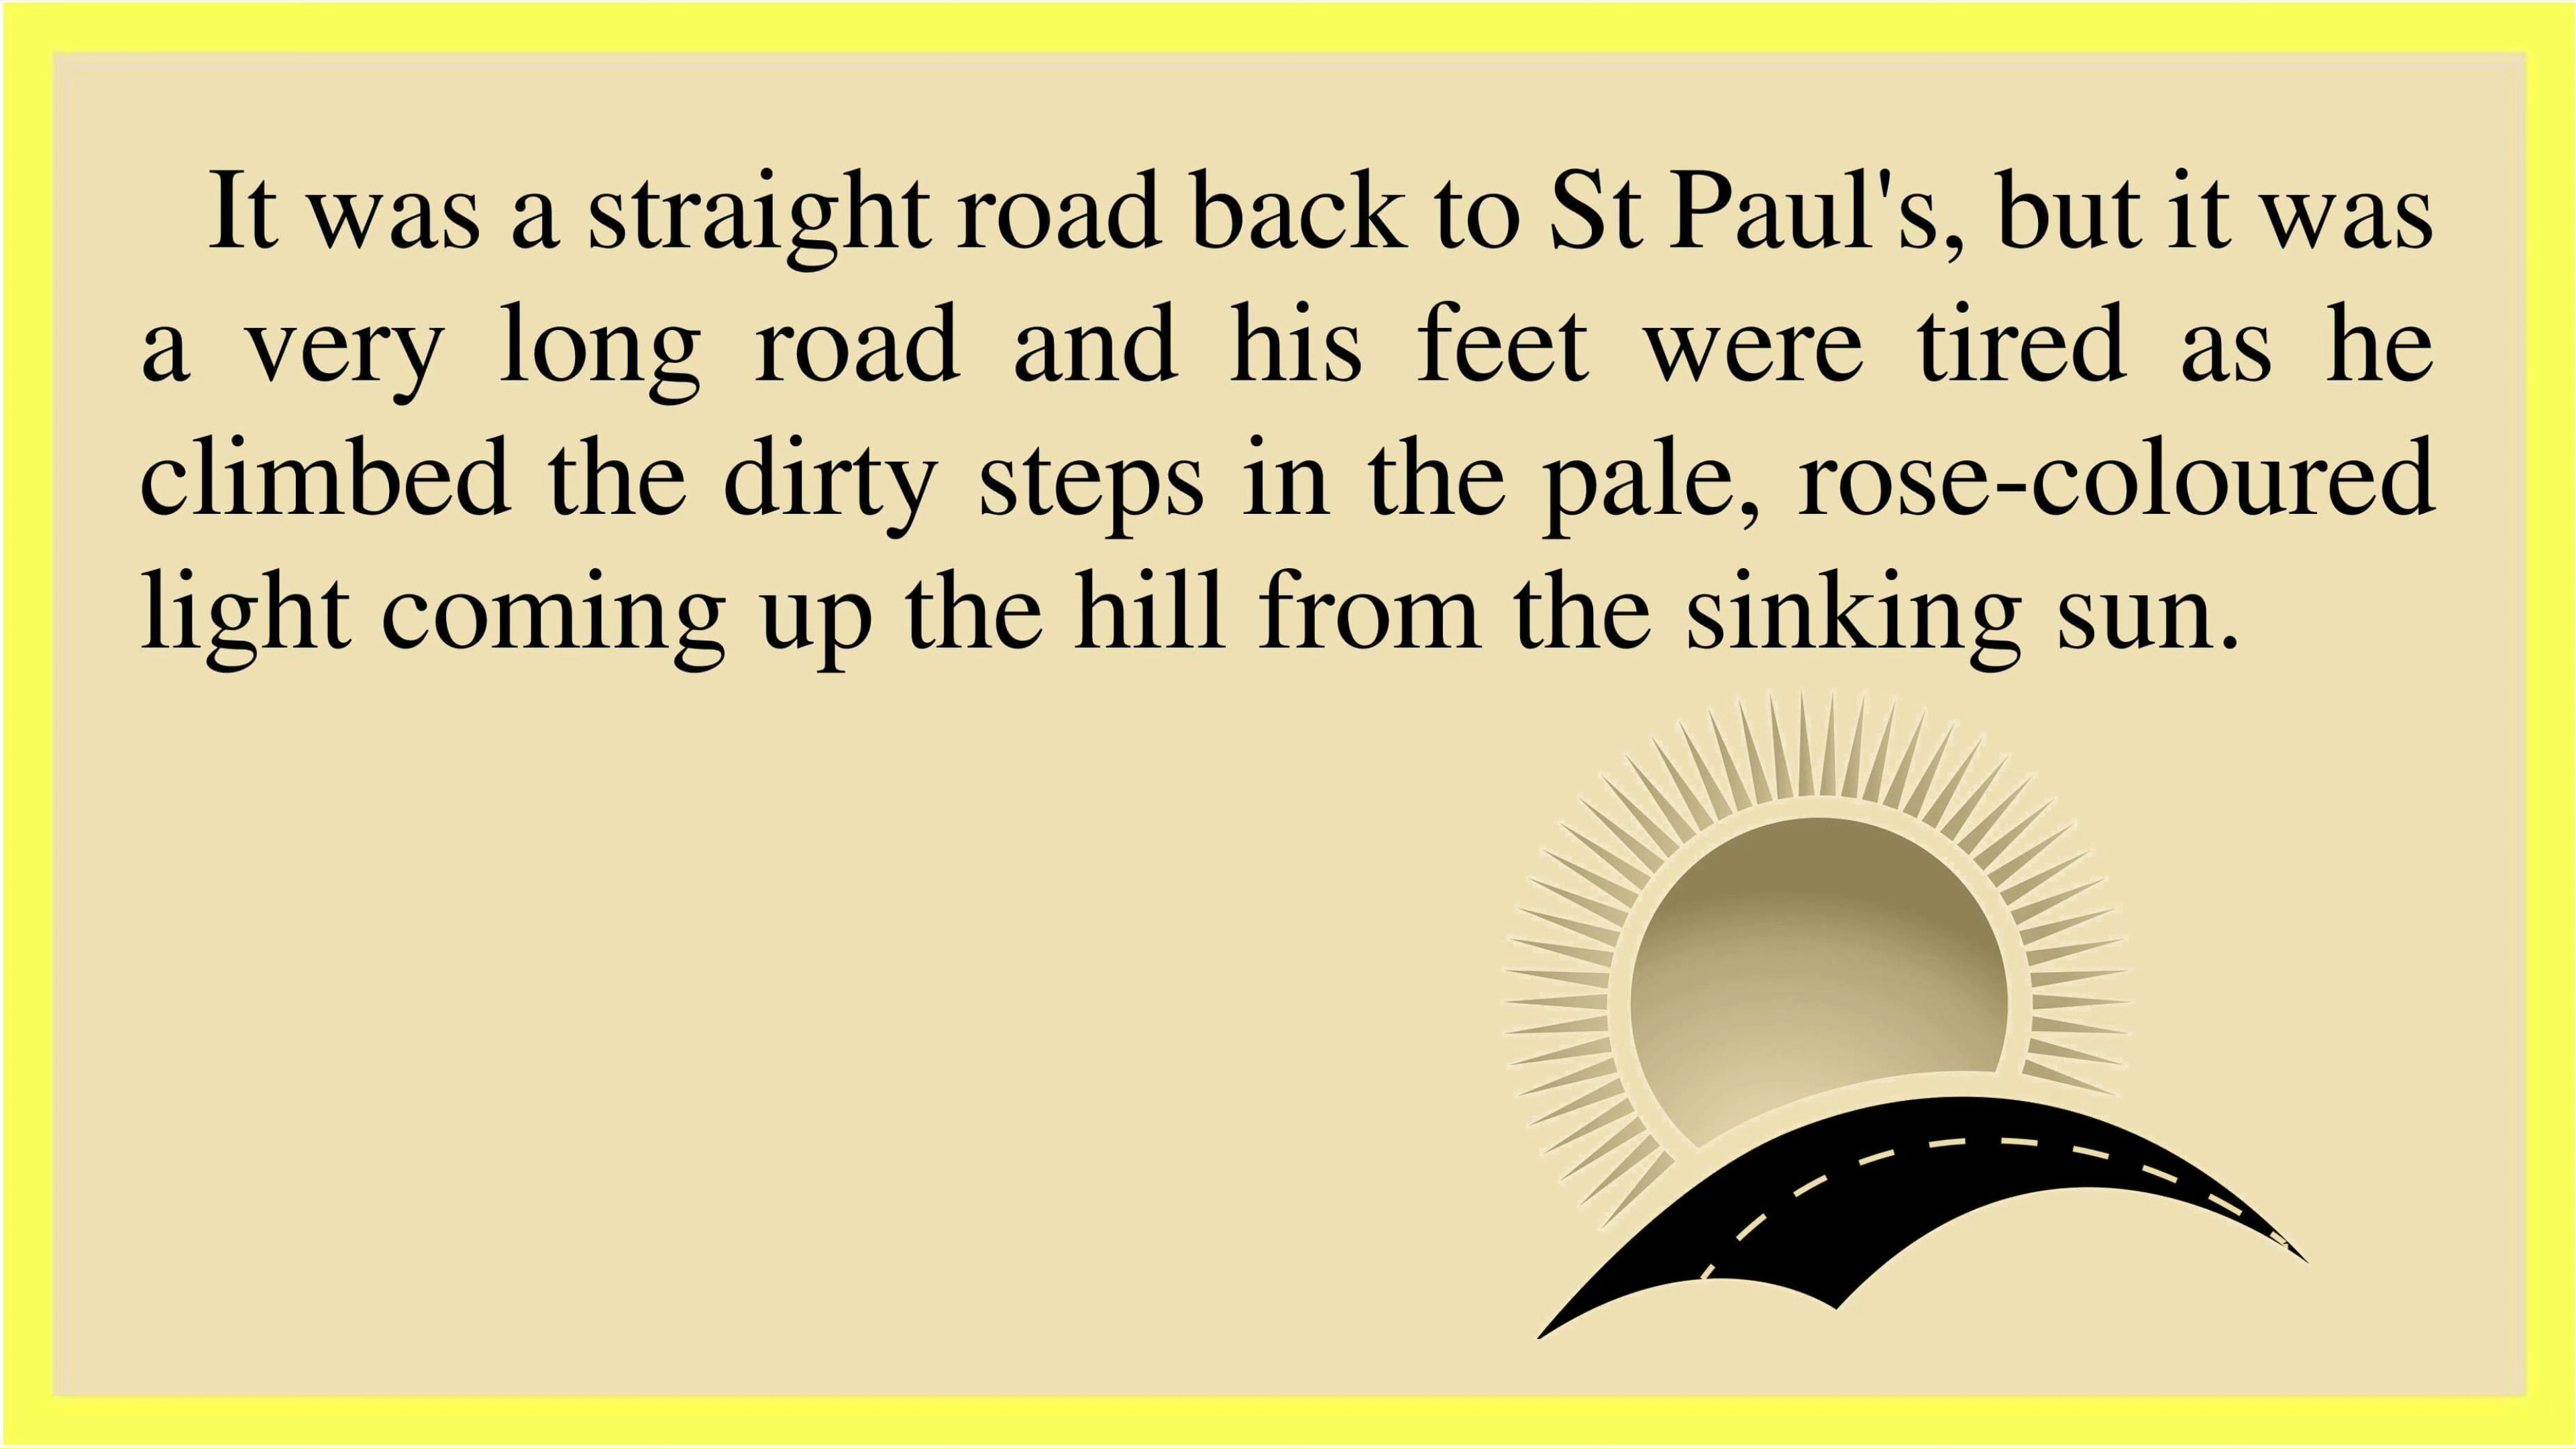 It was a straight road back to St Paul's, but it was
a very long road and his feet were tired as he
climbed the dirty steps in the pale, rose-coloured
light coming up the hill from the sinking sun.